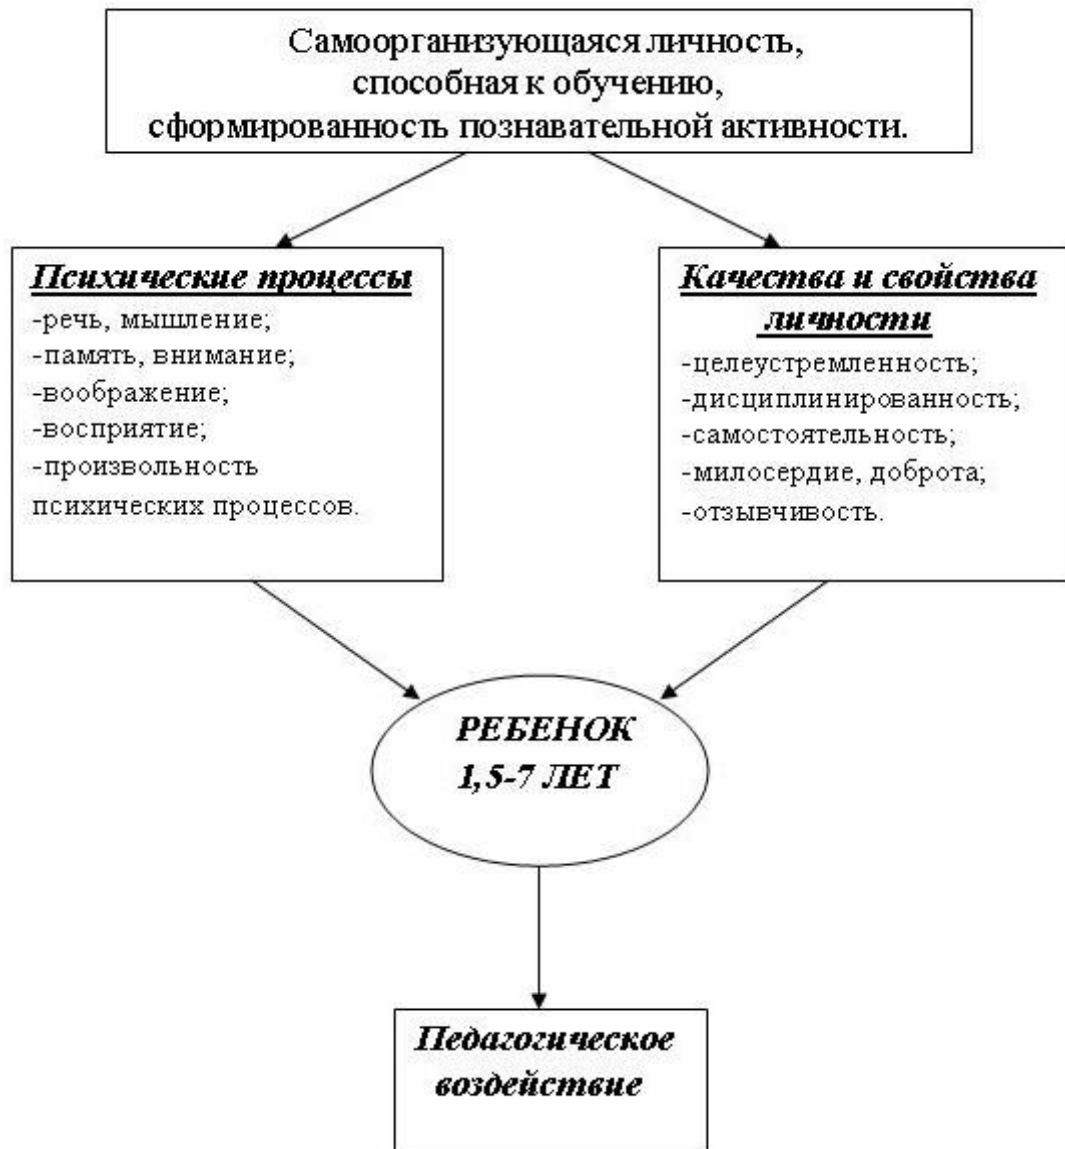 Самоорганизующаяся личность,
способная к обучению,
сформированность познавательной активности.
Психические процессы
-речь, мышление;
-память, внимание;
-воображение;
-восприятие;
-произвольность
психических процессов.
Качества и свойства
личности
-целеустремленность;
-дисциплинированность;
-самостоятельность;
-милосердие, доброта;
-отзывчивость.
РЕБЕНОК
1,5-7 ЛЕТ
Педагогическое
воздействие